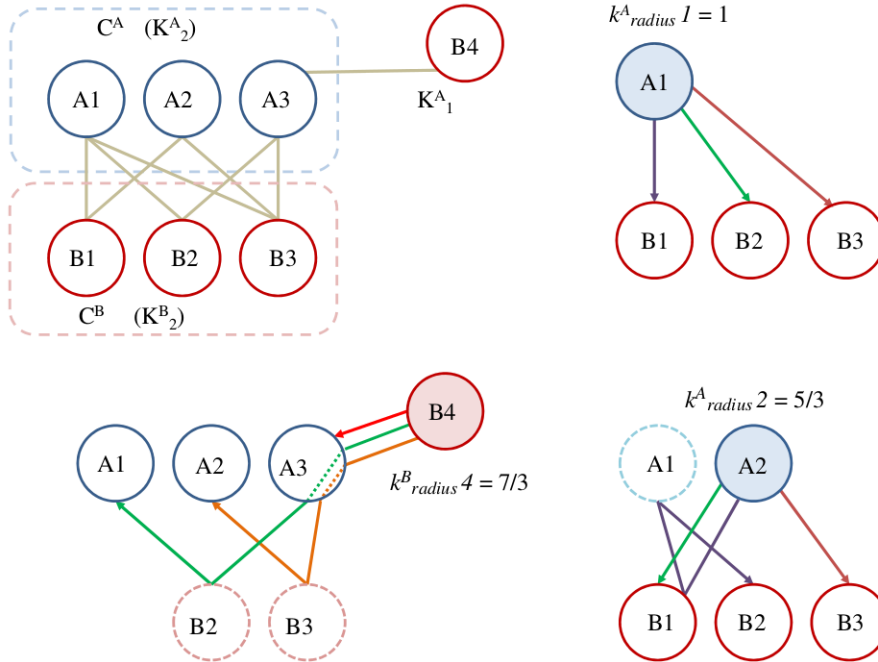 C^A (K^A_2)
A1 A2 A3
B4
K^A_1
B1 B2 B3
C^B (K^B_2)
k^A_radius 1 = 1
A1
B1 B2 B3
B4
A1 A2 A3
k^B_radius 4 = 7/3
B2 B3
k^A_radius 2 = 5/3
A1 A2
B1 B2 B3